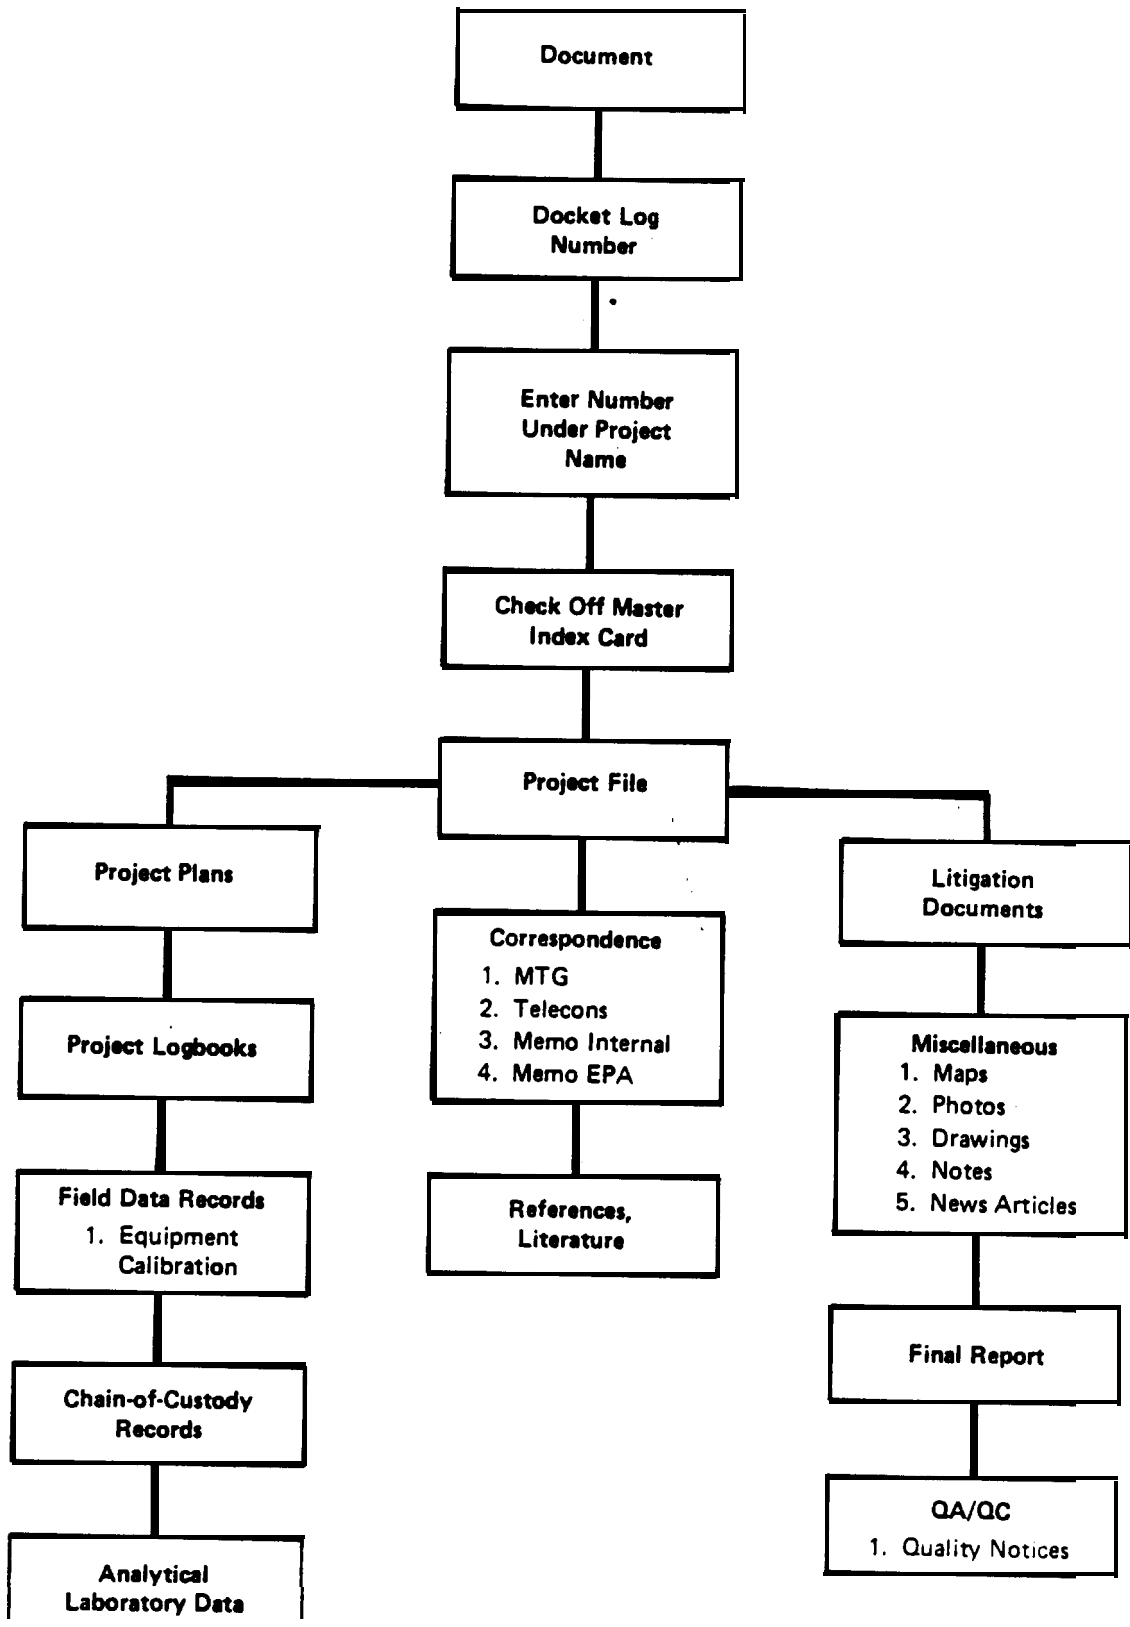 Document
Docket Log
Number
Enter Number
Under Project
Name
Check Off Master
Index Card
Project File
Project Plans
Project Logbooks
Field Data Records
1. Equipment
Calibration
Chain-of-Custody
Records
Analytical
Laboratory Data
Correspondence
1. MTG
2. Telecons
3. Memo Internal
4. Memo EPA
References,
Literature
Litigation
Documents
Miscellaneous
1. Maps
2. Photos
3. Drawings
4. Notes
5. News Articles
Final Report
QA/QC
1. Quality Notices